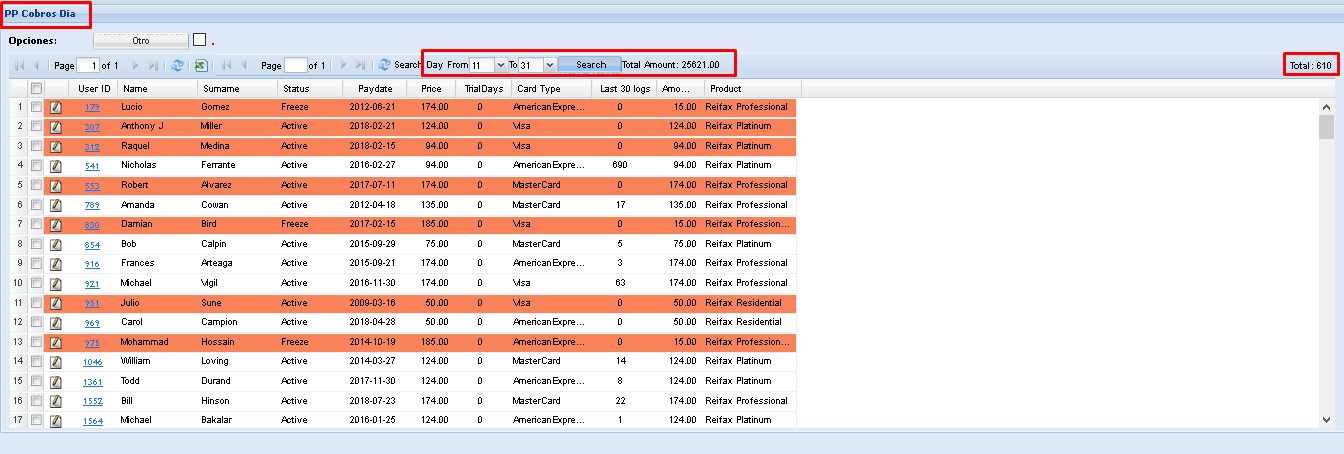 PP Cobros Dia
Opciones: Otro .
Page 1 of 1 Page of 1 Search Day From 11 To 31 Search Total Amount: 25621.00 Total : 610
User ID Name Surname Status Paydate Price TrialDays Card Type Last 30 logs Amo... Product
1 179 Lucio Gomez Freeze 2012-06-21 174.00 0 AmericanExpre... 0 15.00 Reifax Professional
2 307 Anthony J Miller Active 2018-02-21 124.00 0 Visa 0 124.00 Reifax Platinum
3 312 Raquel Medina Active 2018-02-15 94.00 0 Visa 0 94.00 Reifax Platinum
4 541 Nicholas Ferrante Active 2016-02-27 94.00 0 AmericanExpre... 690 94.00 Reifax Platinum
5 553 Robert Alvarez Active 2017-07-11 174.00 0 MasterCard 0 174.00 Reifax Professional
6 789 Amanda Cowan Active 2012-04-18 135.00 0 MasterCard 17 135.00 Reifax Professional
7 830 Damian Bird Freeze 2017-02-15 185.00 0 Visa 0 15.00 Reifax Profession...
8 854 Bob Calpin Active 2015-09-29 75.00 0 MasterCard 5 75.00 Reifax Platinum
9 916 Frances Arteaga Active 2015-09-21 174.00 0 AmericanExpre... 3 174.00 Reifax Professional
10 921 Michael Vigil Active 2016-11-30 174.00 0 Visa 63 174.00 Reifax Professional
11 951 Julio Sune Active 2009-03-16 50.00 0 Visa 0 50.00 Reifax Residential
12 969 Carol Campion Active 2018-04-28 50.00 0 AmericanExpre... 0 50.00 Reifax Residential
13 975 Mohammad Hossain Freeze 2014-10-19 185.00 0 AmericanExpre... 0 15.00 Reifax Profession...
14 1046 William Loving Active 2014-03-27 124.00 0 MasterCard 14 124.00 Reifax Platinum
15 1361 Todd Durand Active 2017-11-30 124.00 0 AmericanExpre... 8 124.00 Reifax Platinum
16 1552 Bill Hinson Active 2018-07-23 174.00 0 MasterCard 22 174.00 Reifax Professional
17 1564 Michael Bakalar Active 2016-01-25 124.00 0 AmericanExpre... 1 124.00 Reifax Platinum